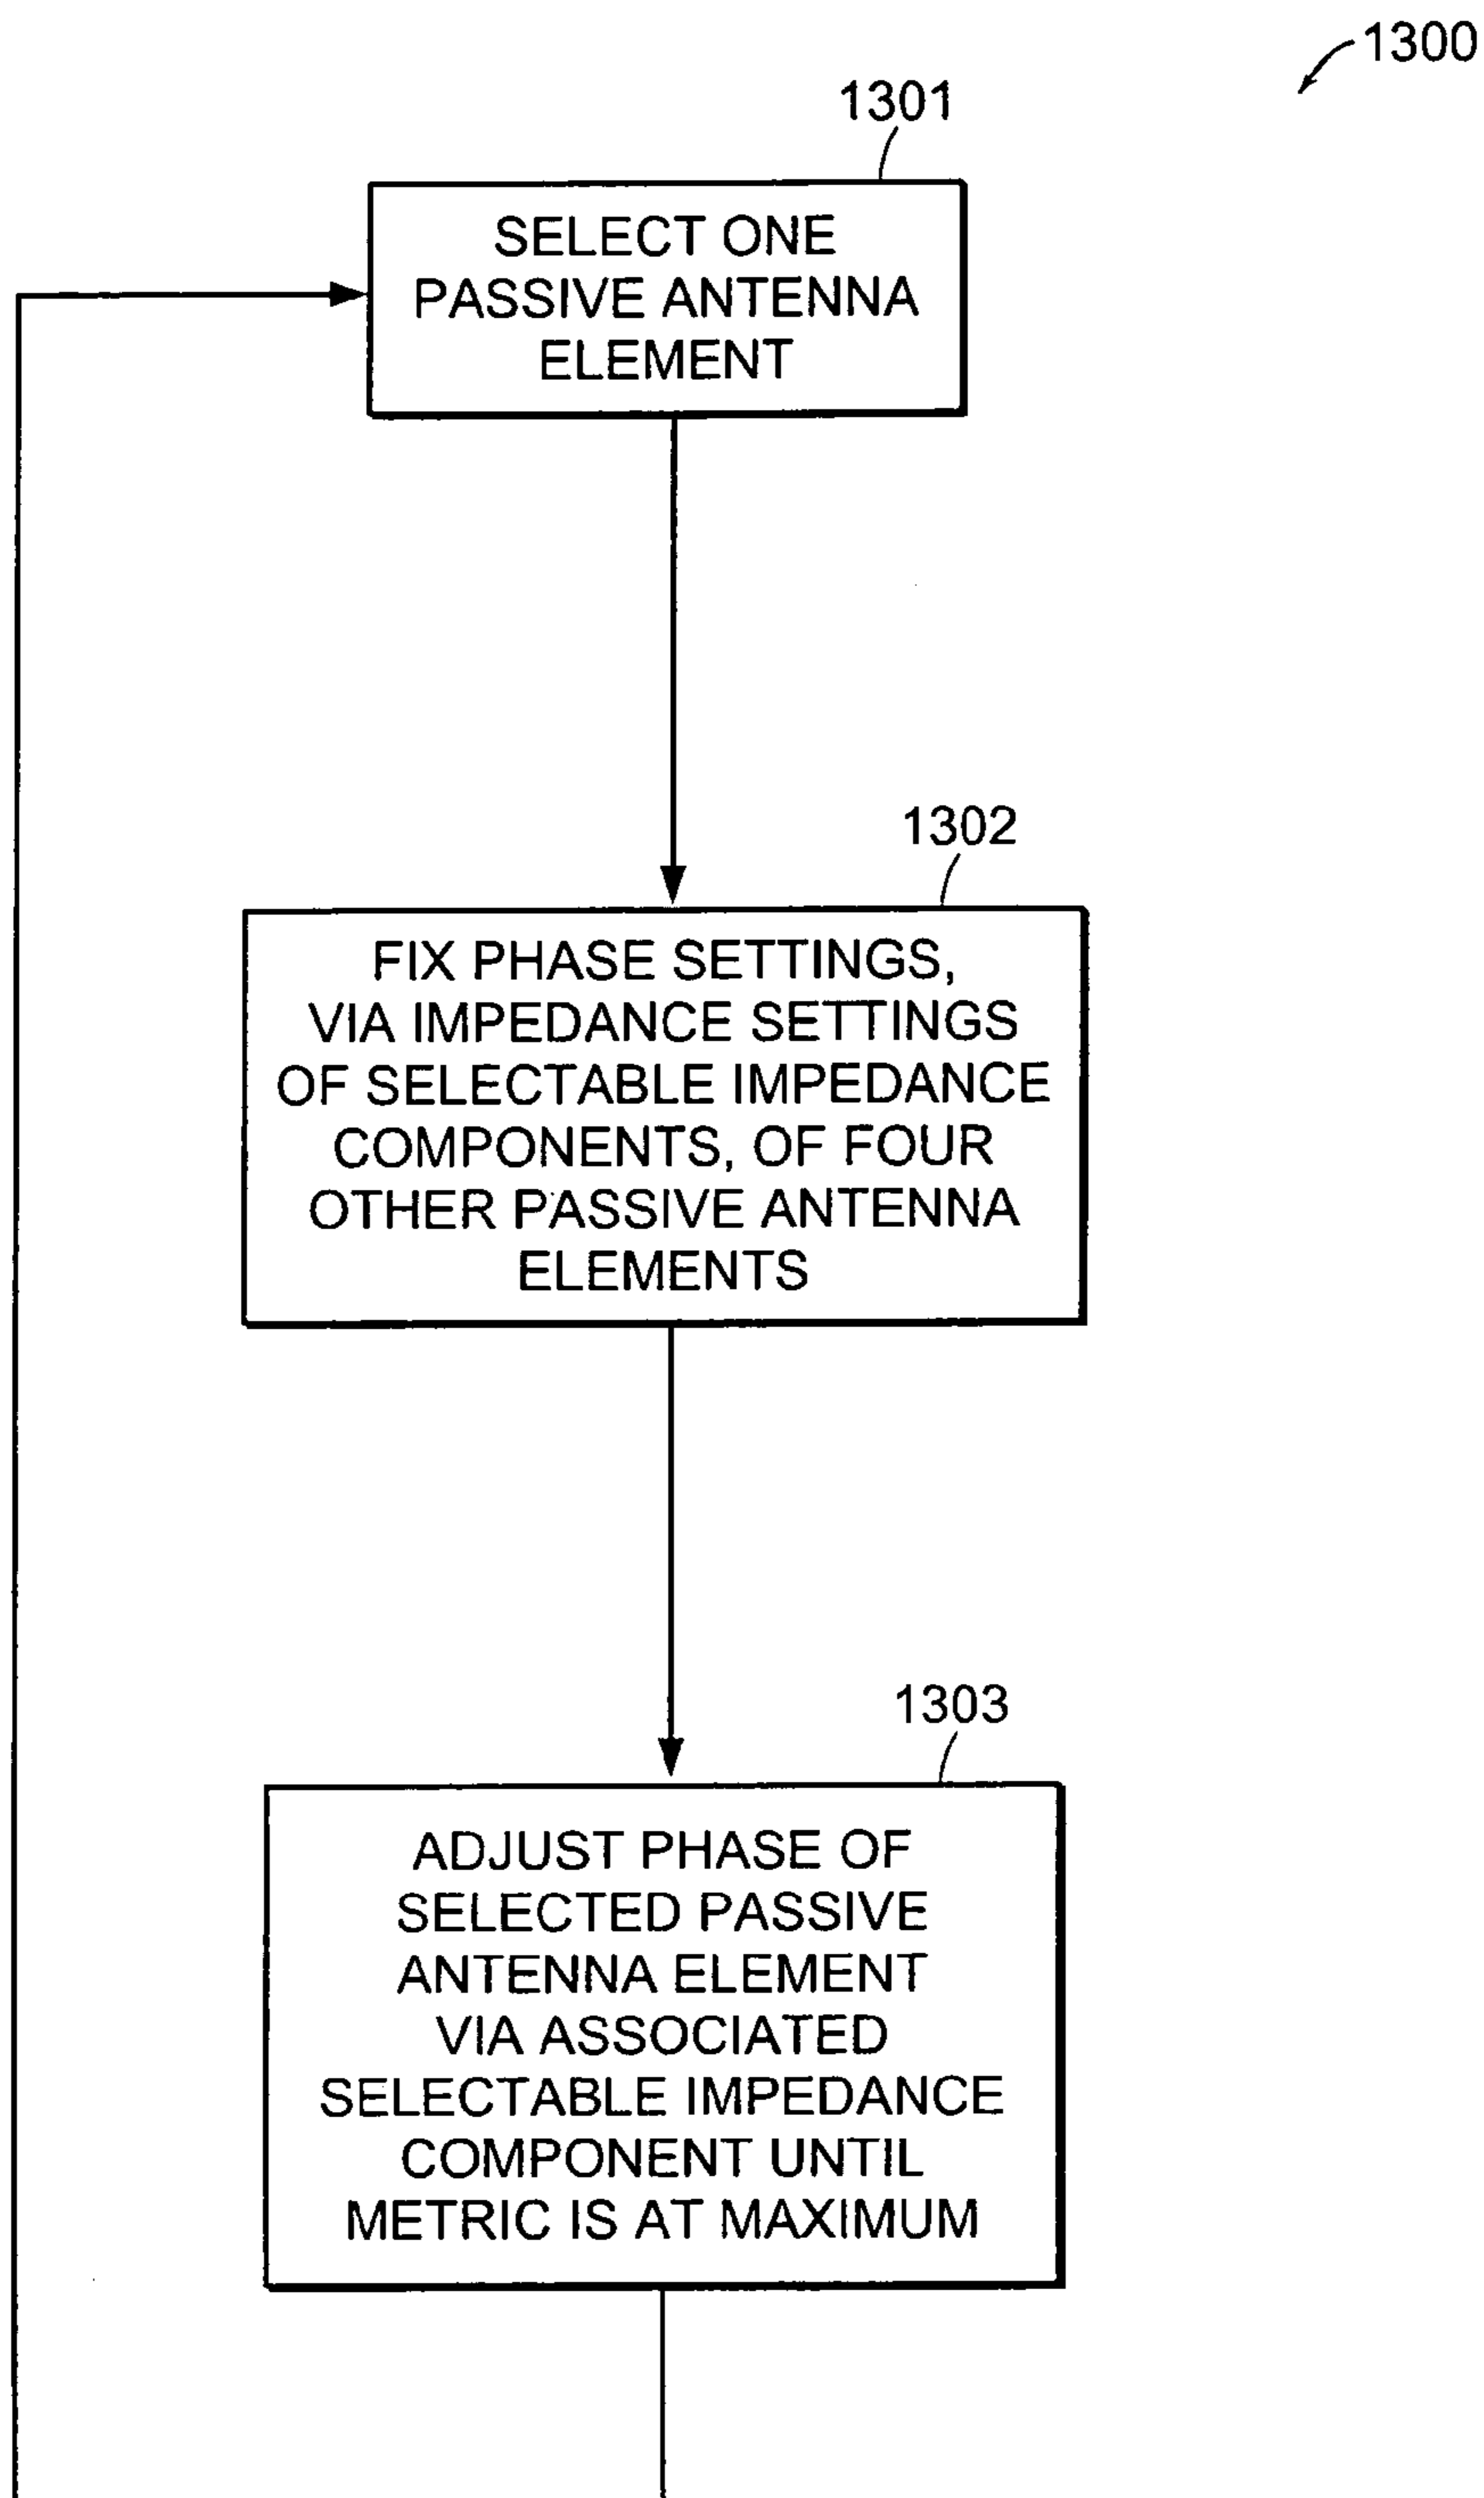 1300
1301
SELECT ONE
PASSIVE ANTENNA
ELEMENT
1302
FIX PHASE SETTINGS,
VIA IMPEDANCE SETTINGS
OF SELECTABLE IMPEDANCE
COMPONENTS, OF FOUR
OTHER PASSIVE ANTENNA
ELEMENTS
1303
ADJUST PHASE OF
SELECTED PASSIVE
ANTENNA ELEMENT
VIA ASSOCIATED
SELECTABLE IMPEDANCE
COMPONENT UNTIL
METRIC IS AT MAXIMUM